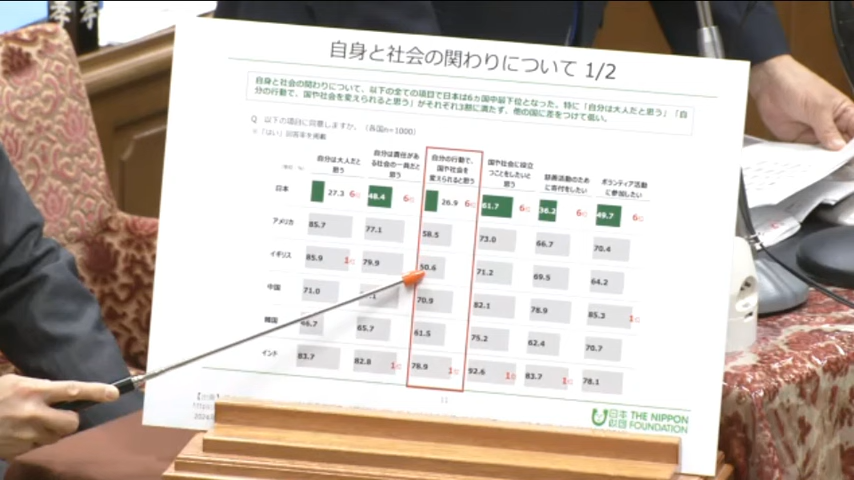 自身と社会の関わりについて 1/2
自身と社会の関わりについて、以下の全ての項目で日本は6ヵ国中最下位となった。特に「自分は大人だと思う」「自
分の行動で、国や社会を変えられると思う」がそれぞれ3割に満たず、他の国に差をつけて低い。
Q 以下の項目に同意しますか。(各国n=1000)
※「はい」回答率を掲載
自分は大人だと
思う
自分は責任があ
る社会の一員だと
思う
自分の行動で、
国や社会を
変えられると思う
国や社会に役立
つことをしたいと
思う
慈善活動のため
に寄付をしたい
ボランティア活動
に参加したい
日本 27.3 6位 48.4 6位 26.9 6位 61.7 6位 36.2 6位 49.7 6位
アメリカ 85.7 77.1 58.5 73.0 66.7 70.4
イギリス 85.9 1位 79.9 50.6 71.2 69.5 64.2
中国 71.0 70.9 82.1 78.9 85.3 1位
韓国 65.7 61.5 75.2 62.4 70.7
インド 83.7 82.8 1位 78.9 1位 92.6 1位 83.7 1位 78.1
11
日本 THE NIPPON
財団 FOUNDATION